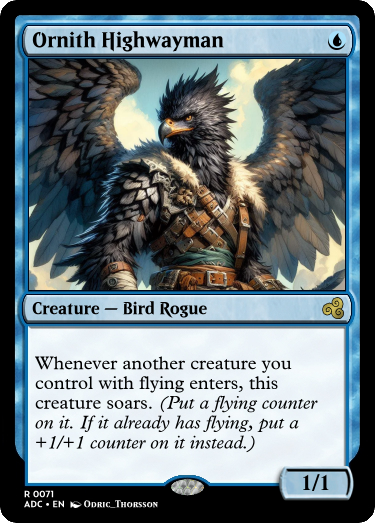 Ornith Highwayman
Creature — Bird Rogue
Whenever another creature you
control with flying enters, this
creature soars. (Put a flying counter
on it. If it already has flying, put a
+1/+1 counter on it instead.)
1/1
R 0071
ADC • EN Odric_Thorsson